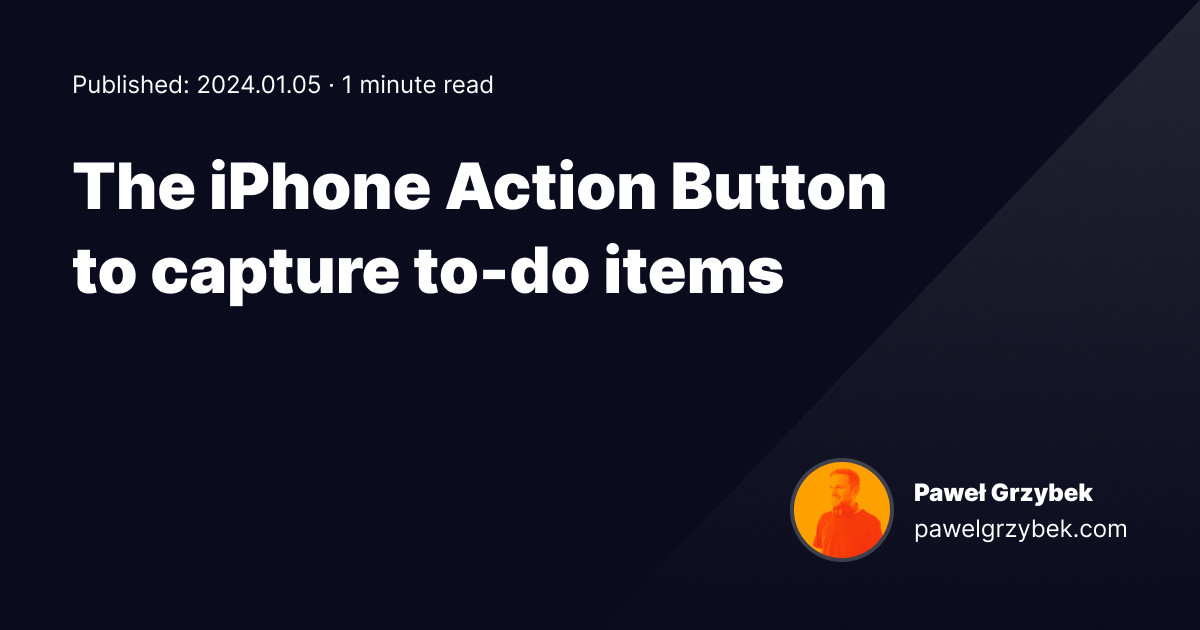 Published: 2024.01.05 · 1 minute read
The iPhone Action Button
to capture to-do items
Paweł Grzybek
pawelgrzybek.com